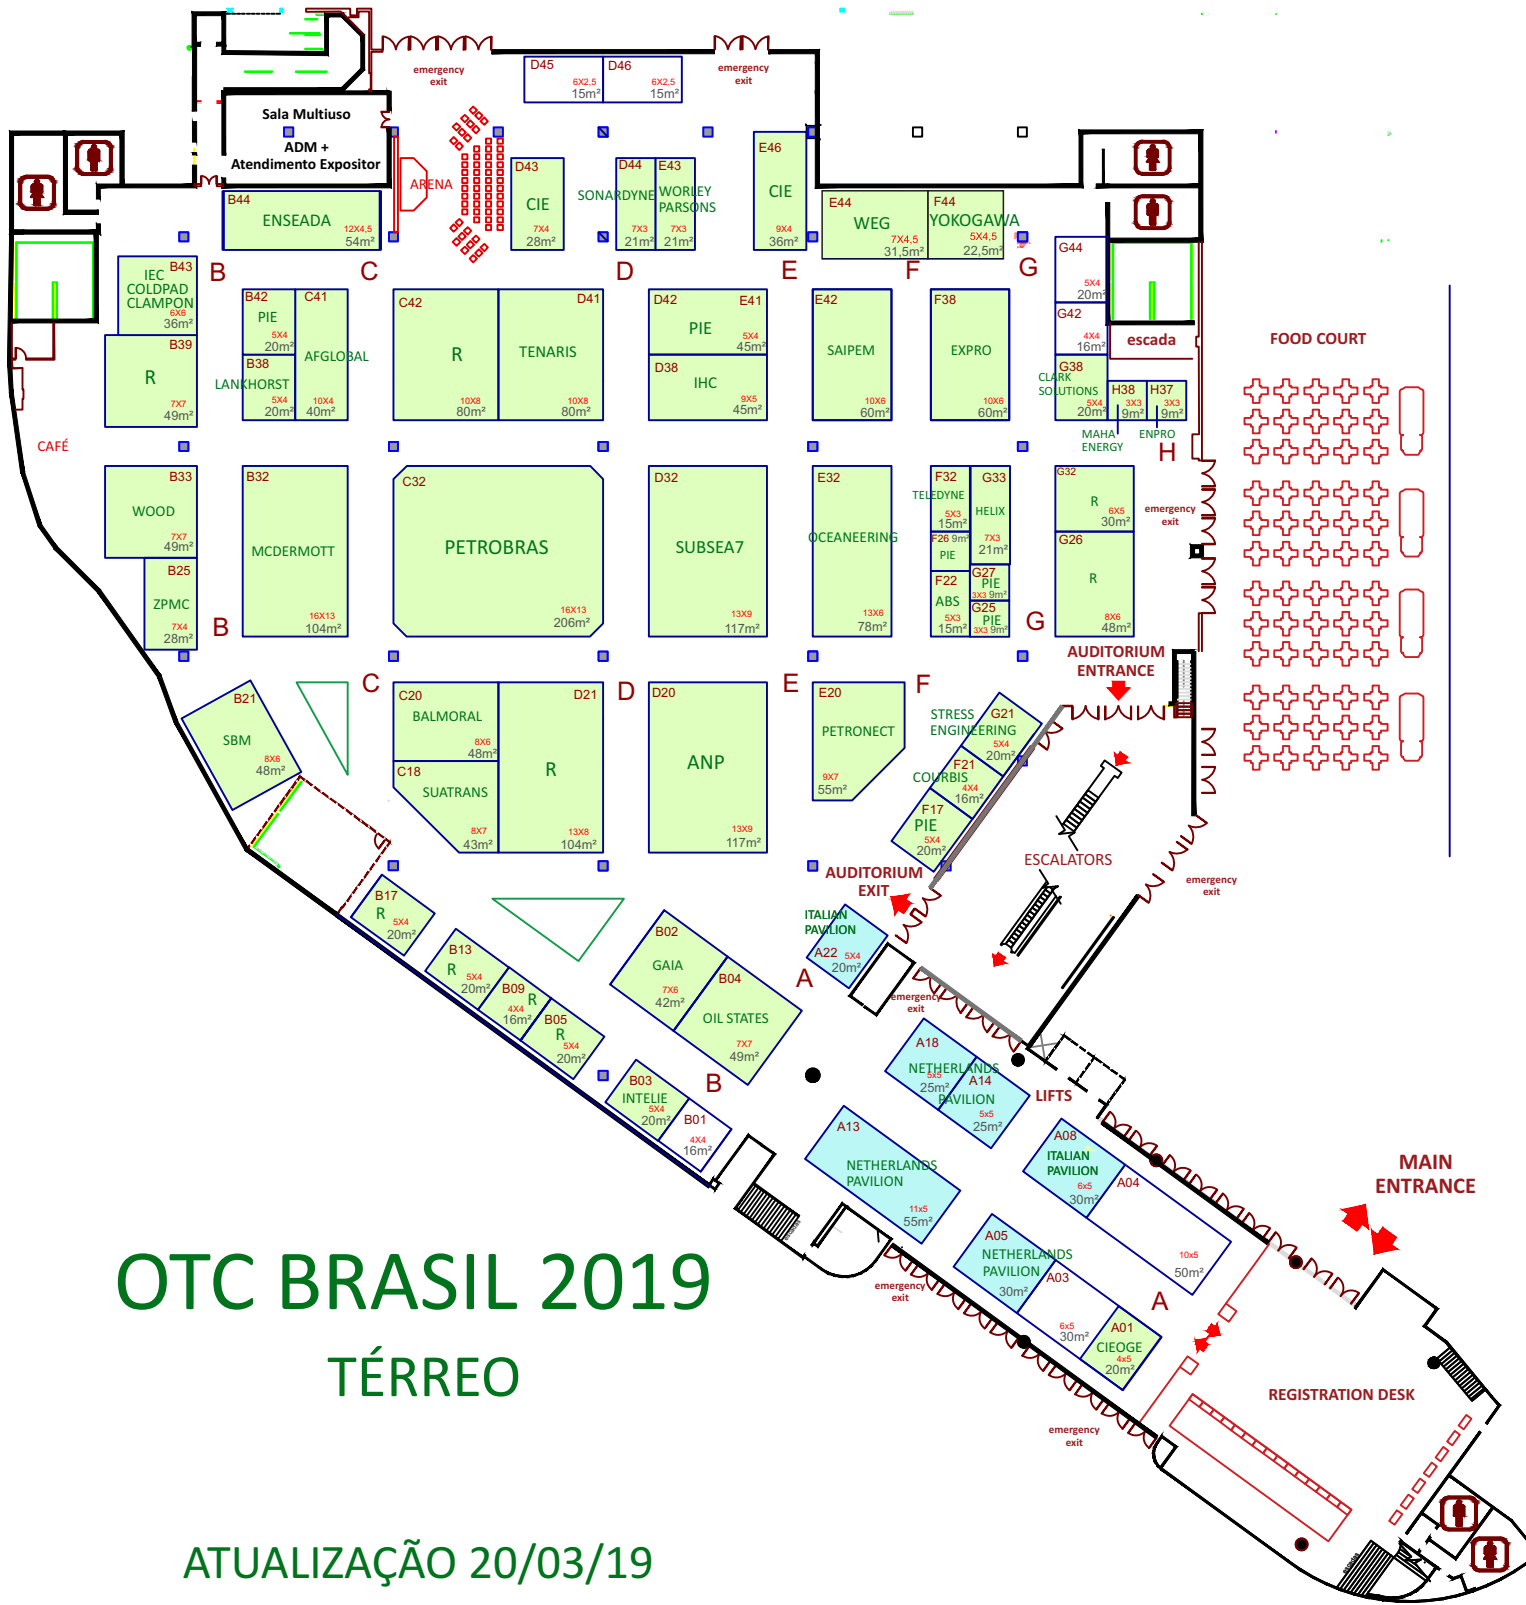 D45
6X2,5
15m²
D46
6X2,5
15m²
emergency
exit
emergency
exit
Sala Multiuso
ADM +
Atendimento Expositor
ARENA
B44
ENSEADA
12X4,5
54m²
D43
CIE
7X4
28m²
D44
SONARDYNE
7X3
21m²
E43
WORLEY
PARSONS
7X3
21m²
E46
CIE
9X4
36m²
E44
WEG
7X4,5
31,5m²
F44
YOKOGAWA
5X4,5
22,5m²
G44
5X4
20m²
B
C
D
E
F
G
B43
IEC
COLDPAD
CLAMPON
6X6
36m²
B42
PIE
5X4
20m²
C41
AFGLOBAL
10X4
40m²
C42
R
10X8
80m²
D41
TENARIS
10X8
80m²
D42
E41
PIE
5X4
45m²
E42
SAIPEM
10X6
60m²
F38
EXPRO
10X6
60m²
G42
4X4
16m²
escada
FOOD COURT
B39
R
7X7
49m²
B38
LANKHORST
5X4
20m²
D38
IHC
9X5
45m²
G38
CLARK
SOLUTIONS
5X4
20m²
H38
3X3
9m²
H37
3X3
9m²
MAHA
ENERGY
ENPRO
H
CAFÉ
B33
WOOD
7X7
49m²
B32
MCDERMOTT
16X13
104m²
C32
PETROBRAS
16X13
206m²
D32
SUBSEA7
13X9
117m²
E32
OCEANEERING
13X6
78m²
F32
TELEDYNE
5X3
15m²
G33
HELIX
7X3
21m²
G32
R
6X5
30m²
emergency
exit
F26 9m²
PIE
G27
PIE
3X3 9m²
G26
R
8X6
48m²
B25
ZPMC
7X4
28m²
F22
ABS
5X3
15m²
G25
PIE
3X3 9m²
B
G
AUDITORIUM
ENTRANCE
C
D
E
F
B21
SBM
8X6
48m²
C20
BALMORAL
8X6
48m²
D21
R
13X8
104m²
D20
ANP
13X9
117m²
E20
PETRONECT
9X7
55m²
G21
STRESS
ENGINEERING
5X4
20m²
C18
SUATRANS
8X7
43m²
F21
COURBIS
4X4
16m²
F17
PIE
5X4
20m²
ESCALATORS
AUDITORIUM
EXIT
emergency
exit
B17
R
5X4
20m²
ITALIAN
PAVILION
A22
5X4
20m²
A
B13
R
5X4
20m²
B09
R
4X4
16m²
B05
R
5X4
20m²
B02
GAIA
7X6
42m²
B04
OIL STATES
7X7
49m²
B
emergency
exit
A18
NETHERLANDS
PAVILION
5x5
25m²
A14
5x5
25m²
LIFTS
B03
INTELIE
5X4
20m²
B01
4X4
16m²
A13
NETHERLANDS
PAVILION
11x5
55m²
A08
ITALIAN
PAVILION
6x5
30m²
A04
10x5
50m²
MAIN
ENTRANCE
A05
NETHERLANDS
PAVILION
30m²
A03
6x5
30m²
A01
CIEOGE
4x5
20m²
A
emergency
exit
OTC BRASIL 2019
TÉRREO
REGISTRATION DESK
emergency
exit
ATUALIZAÇÃO 20/03/19